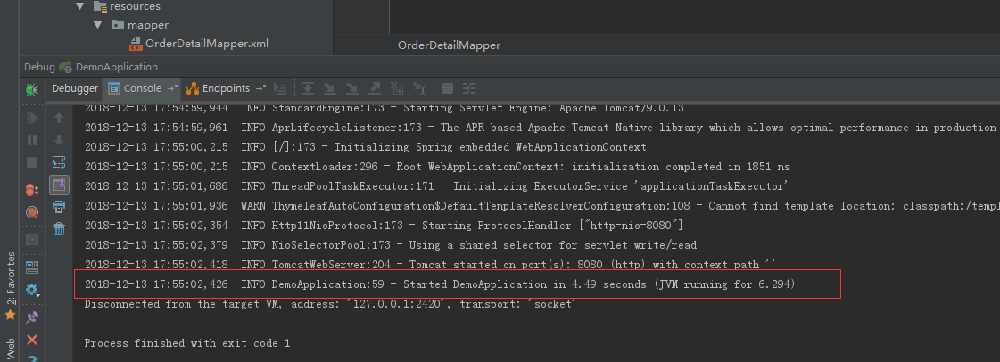 resources
mapper
OrderDetailMapper.xml
OrderDetailMapper
Debug DemoApplication
Debugger Console Endpoints
2018-12-13 17:54:59,944 INFO StandardEngine:173 - Starting Servlet Engine: Apache Tomcat/9.0.13
2018-12-13 17:54:59,961 INFO AprLifecycleListener:173 - The APR based Apache Tomcat Native library which allows optimal performance in production
2018-12-13 17:55:00,215 INFO [/]:173 - Initializing Spring embedded WebApplicationContext
2018-12-13 17:55:00,215 INFO ContextLoader:296 - Root WebApplicationContext: initialization completed in 1851 ms
2018-12-13 17:55:01,686 INFO ThreadPoolTaskExecutor:171 - Initializing ExecutorService 'applicationTaskExecutor'
2018-12-13 17:55:01,936 WARN ThymeleafAutoConfiguration$DefaultTemplateResolverConfiguration:108 - Cannot find template location: classpath:/templ
2018-12-13 17:55:02,354 INFO Http11NioProtocol:173 - Starting ProtocolHandler ["http-nio-8080"]
2018-12-13 17:55:02,379 INFO NioSelectorPool:173 - Using a shared selector for servlet write/read
2018-12-13 17:55:02,418 INFO TomcatWebServer:204 - Tomcat started on port(s): 8080 (http) with context path ''
2018-12-13 17:55:02,426 INFO DemoApplication:59 - Started DemoApplication in 4.49 seconds (JVM running for 6.294)
Disconnected from the target VM, address: '127.0.0.1:2420', transport: 'socket'
Process finished with exit code 1
2: Favorites
Web